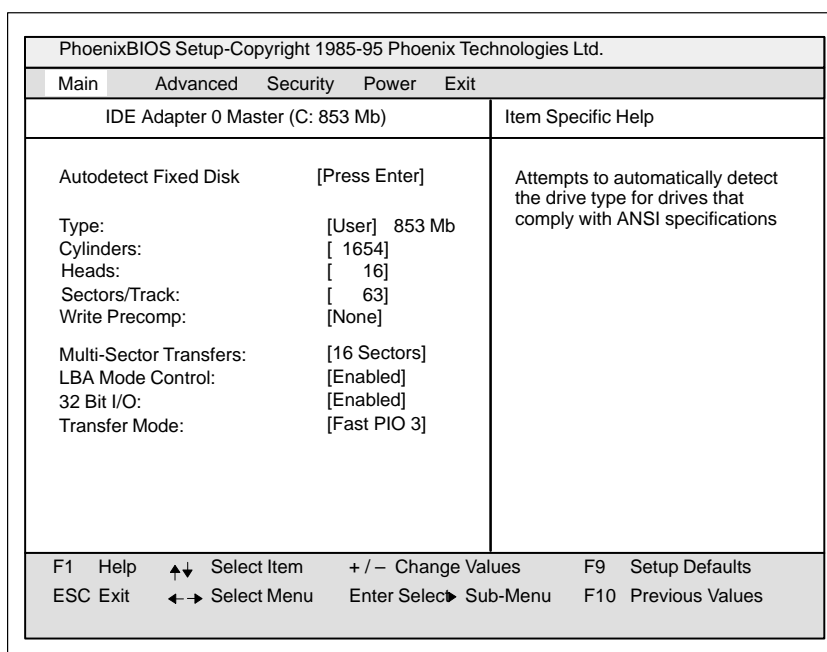 PhoenixBIOS Setup-Copyright 1985-95 Phoenix Technologies Ltd.
Main Advanced Security Power Exit
IDE Adapter 0 Master (C: 853 Mb)
Item Specific Help
Autodetect Fixed Disk [Press Enter]
Type: [User] 853 Mb
Cylinders: [ 1654]
Heads: [ 16]
Sectors/Track: [ 63]
Write Precomp: [None]
Multi-Sector Transfers: [16 Sectors]
LBA Mode Control: [Enabled]
32 Bit I/O: [Enabled]
Transfer Mode: [Fast PIO 3]
Attempts to automatically detect
the drive type for drives that
comply with ANSI specifications
F1 Help Select Item + / – Change Values F9 Setup Defaults
ESC Exit Select Menu Enter Select Sub-Menu F10 Previous Values